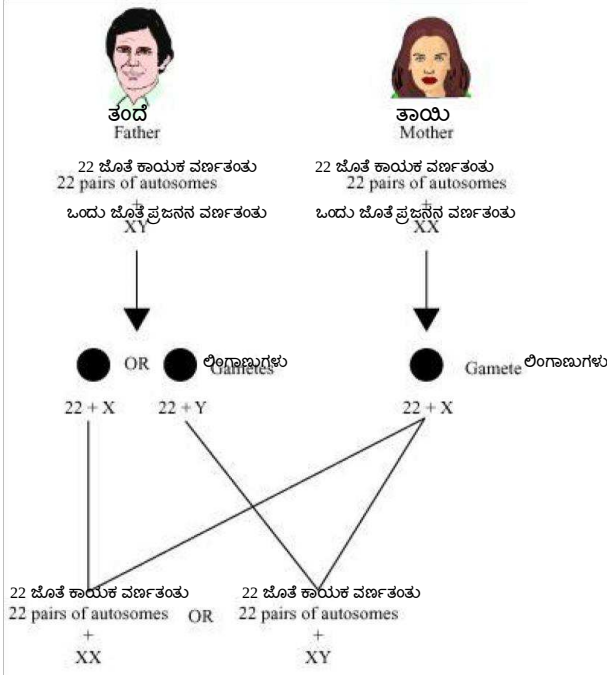 ತಂದೆ ತಾಯಿ
Father Mother
22 ಜೊತೆ ಕಾಯಕ ವರ್ಣತಂತು 22 ಜೊತೆ ಕಾಯಕ ವರ್ಣತಂತು
22 pairs of autosomes 22 pairs of autosomes
+ +
ಒಂದು ಜೊತೆ ಪ್ರಜನನ ವರ್ಣತಂತು ಒಂದು ಜೊತೆ ಪ್ರಜನನ ವರ್ಣತಂತು
XY XX
OR Gametes ಲಿಂಗಾಣುಗಳು Gamete ಲಿಂಗಾಣುಗಳು
22 + X 22 + Y 22 + X
22 ಜೊತೆ ಕಾಯಕ ವರ್ಣತಂತು 22 ಜೊತೆ ಕಾಯಕ ವರ್ಣತಂತು
22 pairs of autosomes OR 22 pairs of autosomes
+ +
XX XY